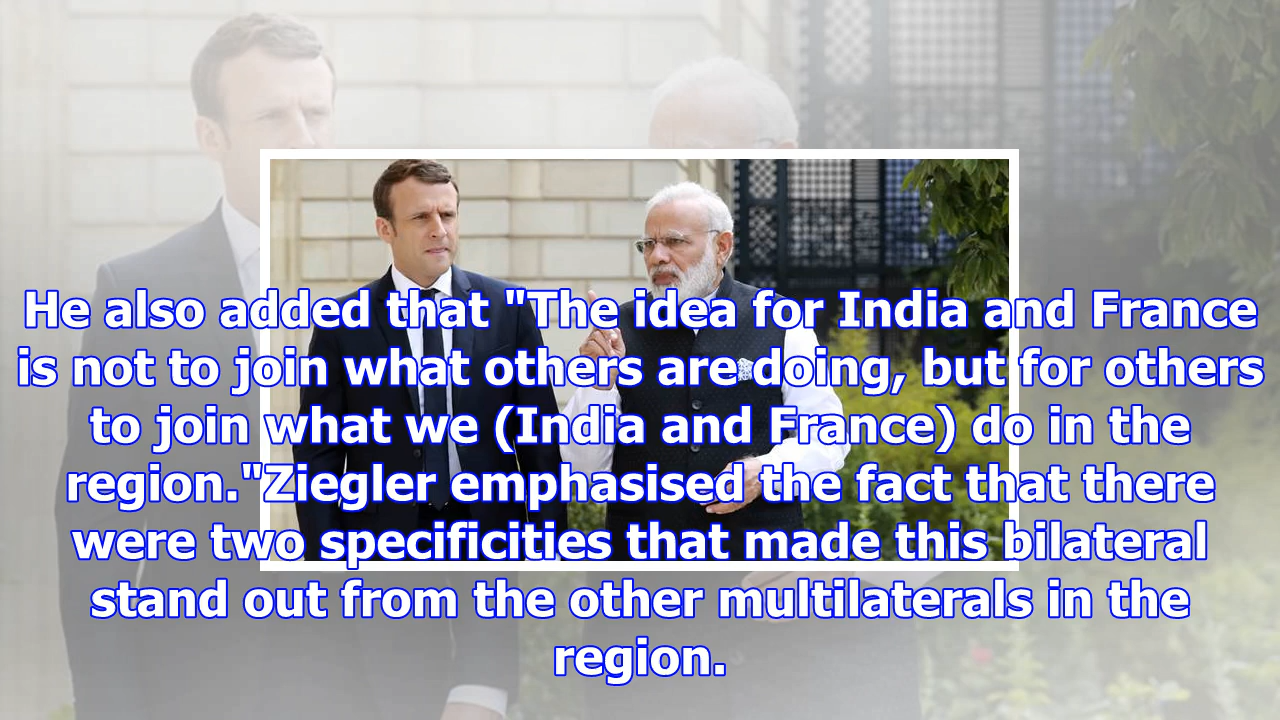 He also added that "The idea for India and France
is not to join what others are doing, but for others
to join what we (India and France) do in the
region."Ziegler emphasised the fact that there
were two specificities that made this bilateral
stand out from the other multilaterals in the
region.